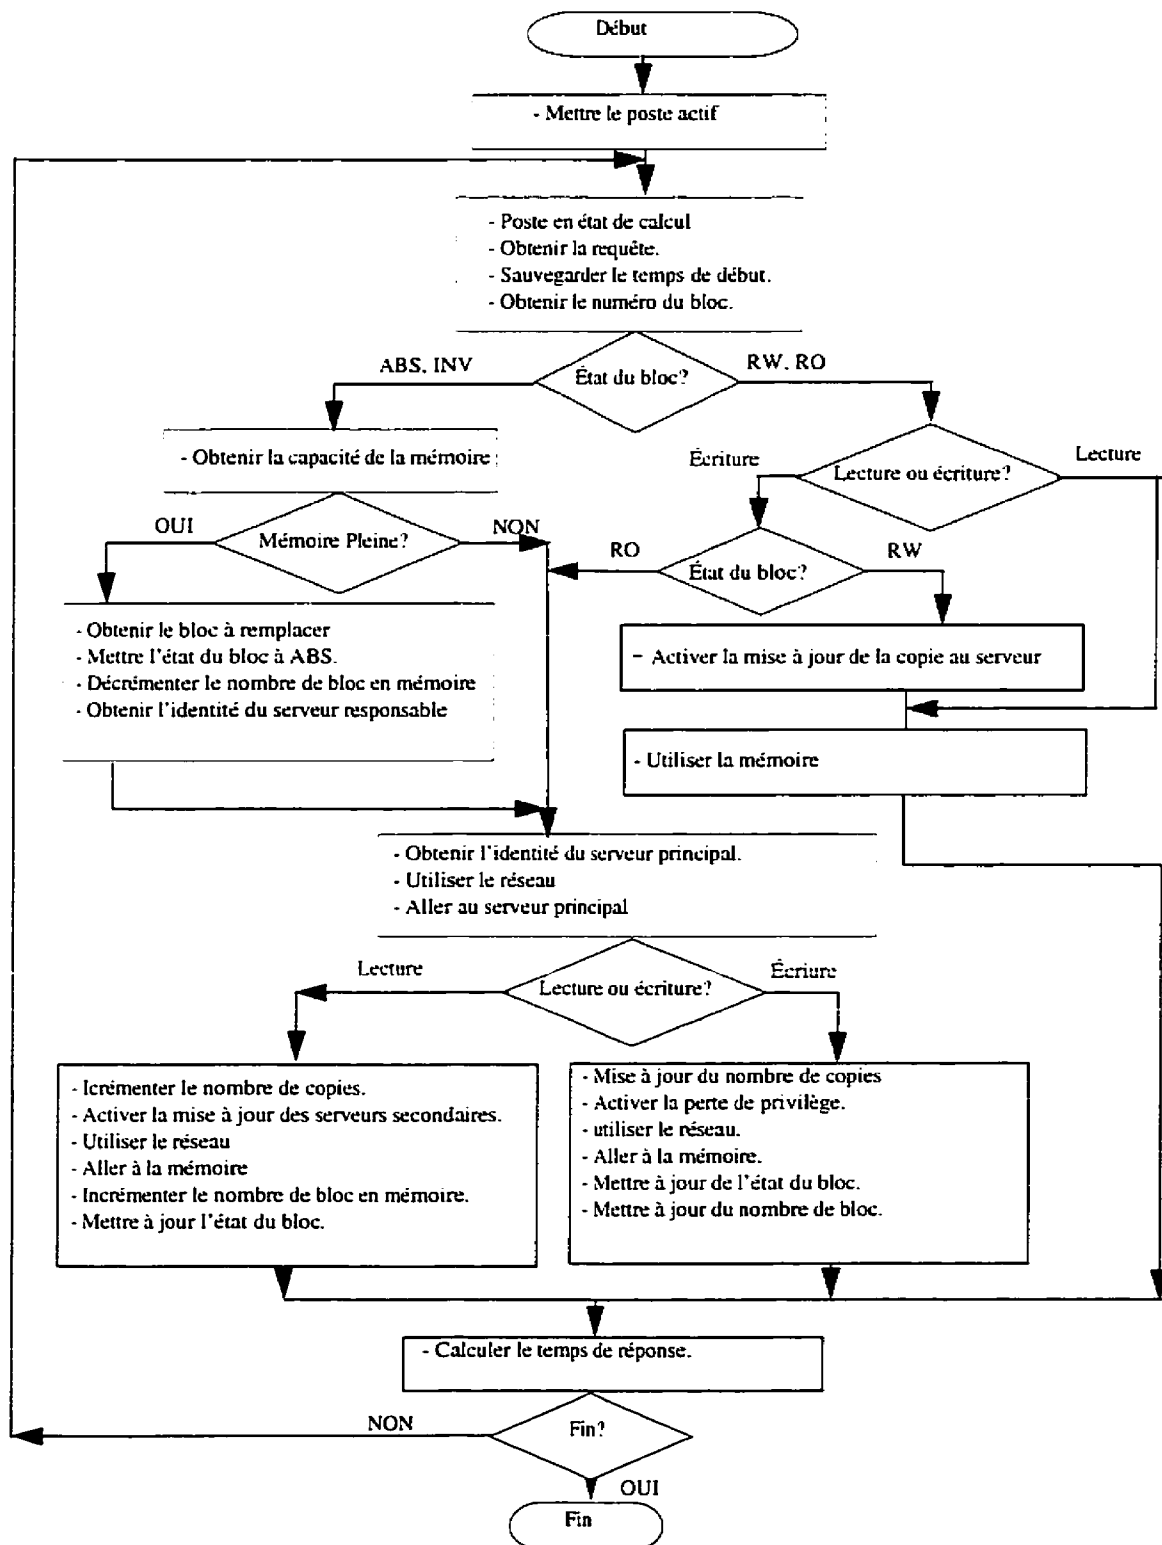 Début
- Mettre le poste actif
- Poste en état de calcul
- Obtenir la requête.
- Sauvegarder le temps de début.
- Obtenir le numéro du bloc.
ABS, INV
État du bloc?
RW, RO
- Obtenir la capacité de la mémoire
Écriture
Lecture ou écriture?
Lecture
OUI
Mémoire Pleine?
NON
RO
État du bloc?
RW
- Obtenir le bloc à remplacer
- Mettre l'état du bloc à ABS.
- Décrémenter le nombre de bloc en mémoire
- Obtenir l'identité du serveur responsable
- Activer la mise à jour de la copie au serveur
- Utiliser la mémoire
- Obtenir l'identité du serveur principal.
- Utiliser le réseau
- Aller au serveur principal
Lecture
Lecture ou écriture?
Écriure
- Icrémenter le nombre de copies.
- Activer la mise à jour des serveurs secondaires.
- Utiliser le réseau
- Aller à la mémoire
- Incrémenter le nombre de bloc en mémoire.
- Mettre à jour l'état du bloc.
- Mise à jour du nombre de copies
- Activer la perte de privilège.
- utiliser le réseau.
- Aller à la mémoire.
- Mettre à jour de l'état du bloc.
- Mettre à jour du nombre de bloc.
- Calculer le temps de réponse.
NON
Fin?
OUI
Fin